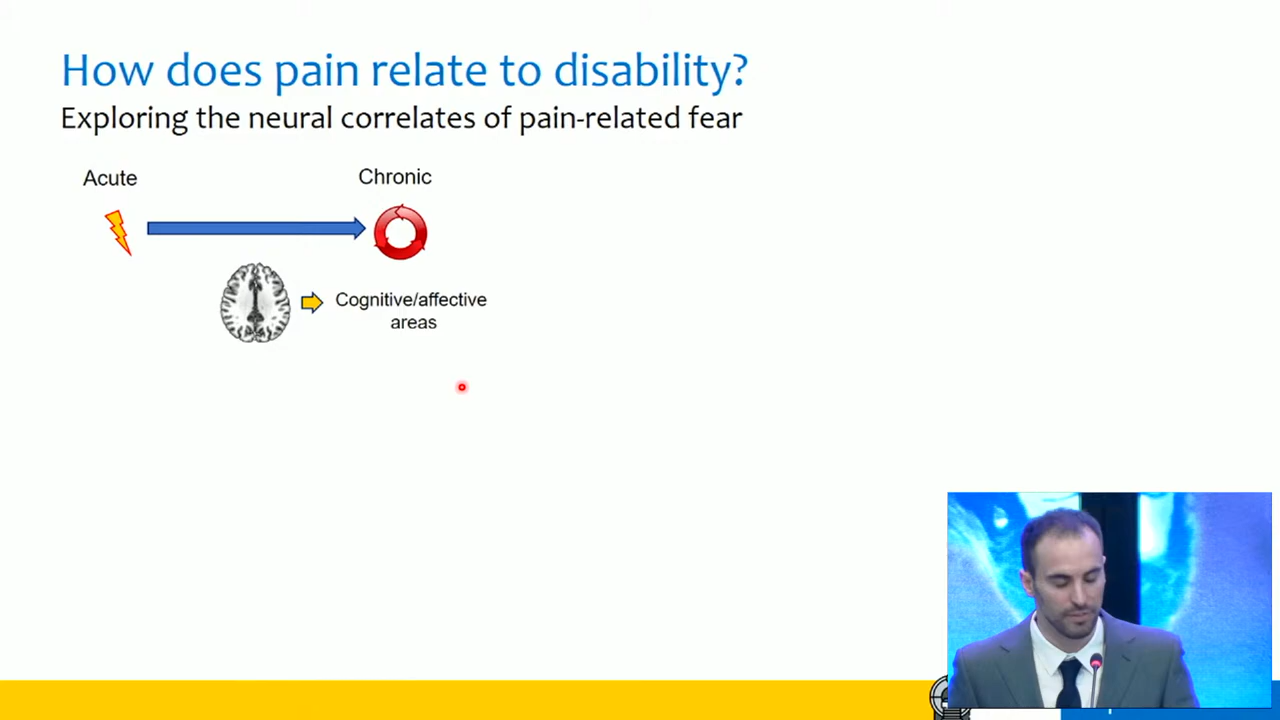 How does pain relate to disability?
Exploring the neural correlates of pain-related fear
Acute
Chronic
Cognitive/affective
areas